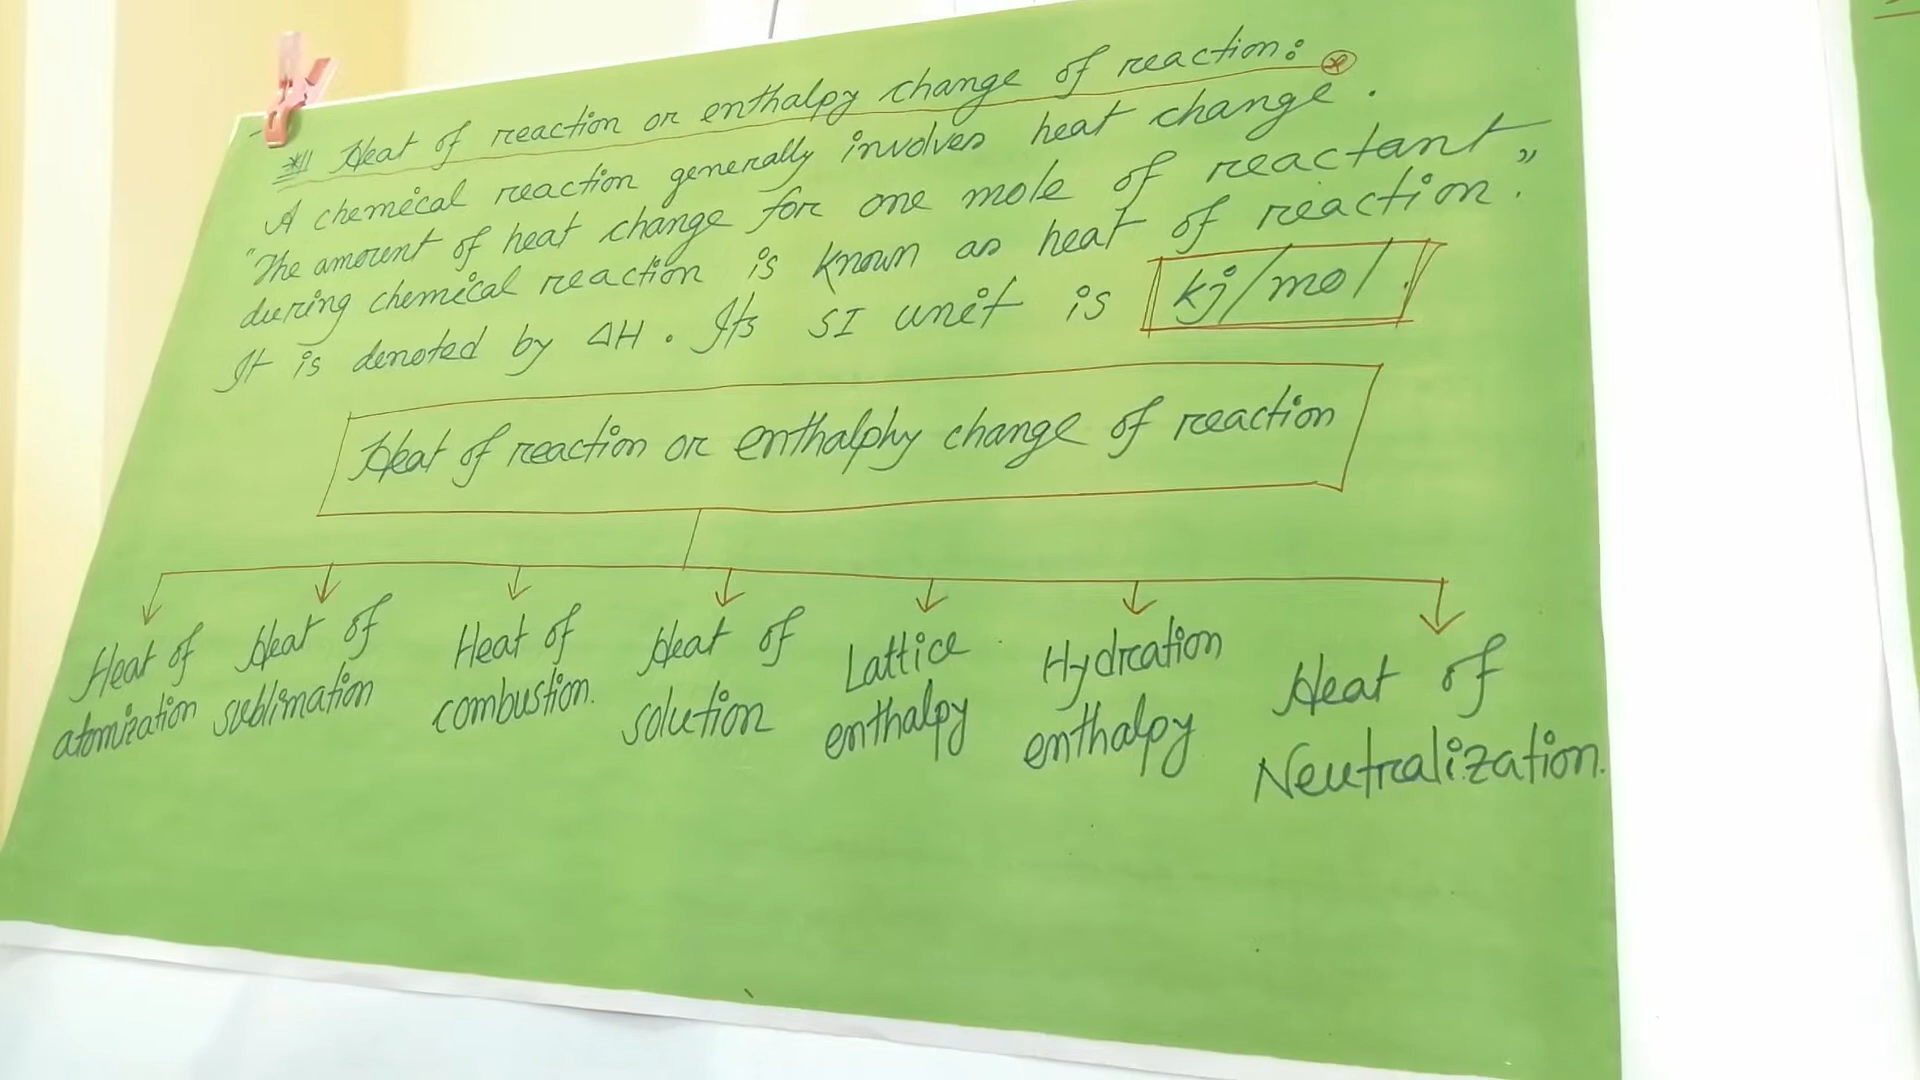 *‖ Heat of reaction or enthalpy change of reaction:
A chemical reaction generally involves heat change.
"The amount of heat change for one mole of reactant
during chemical reaction is known as heat of reaction."
It is denoted by ΔH. Its SI unit is kj/mol.
Heat of reaction or enthalphy change of reaction
Heat of atomization
Heat of sublimation
Heat of combustion.
Heat of solution
Lattice enthalpy
Hydration enthalpy
Heat of Neutralization.